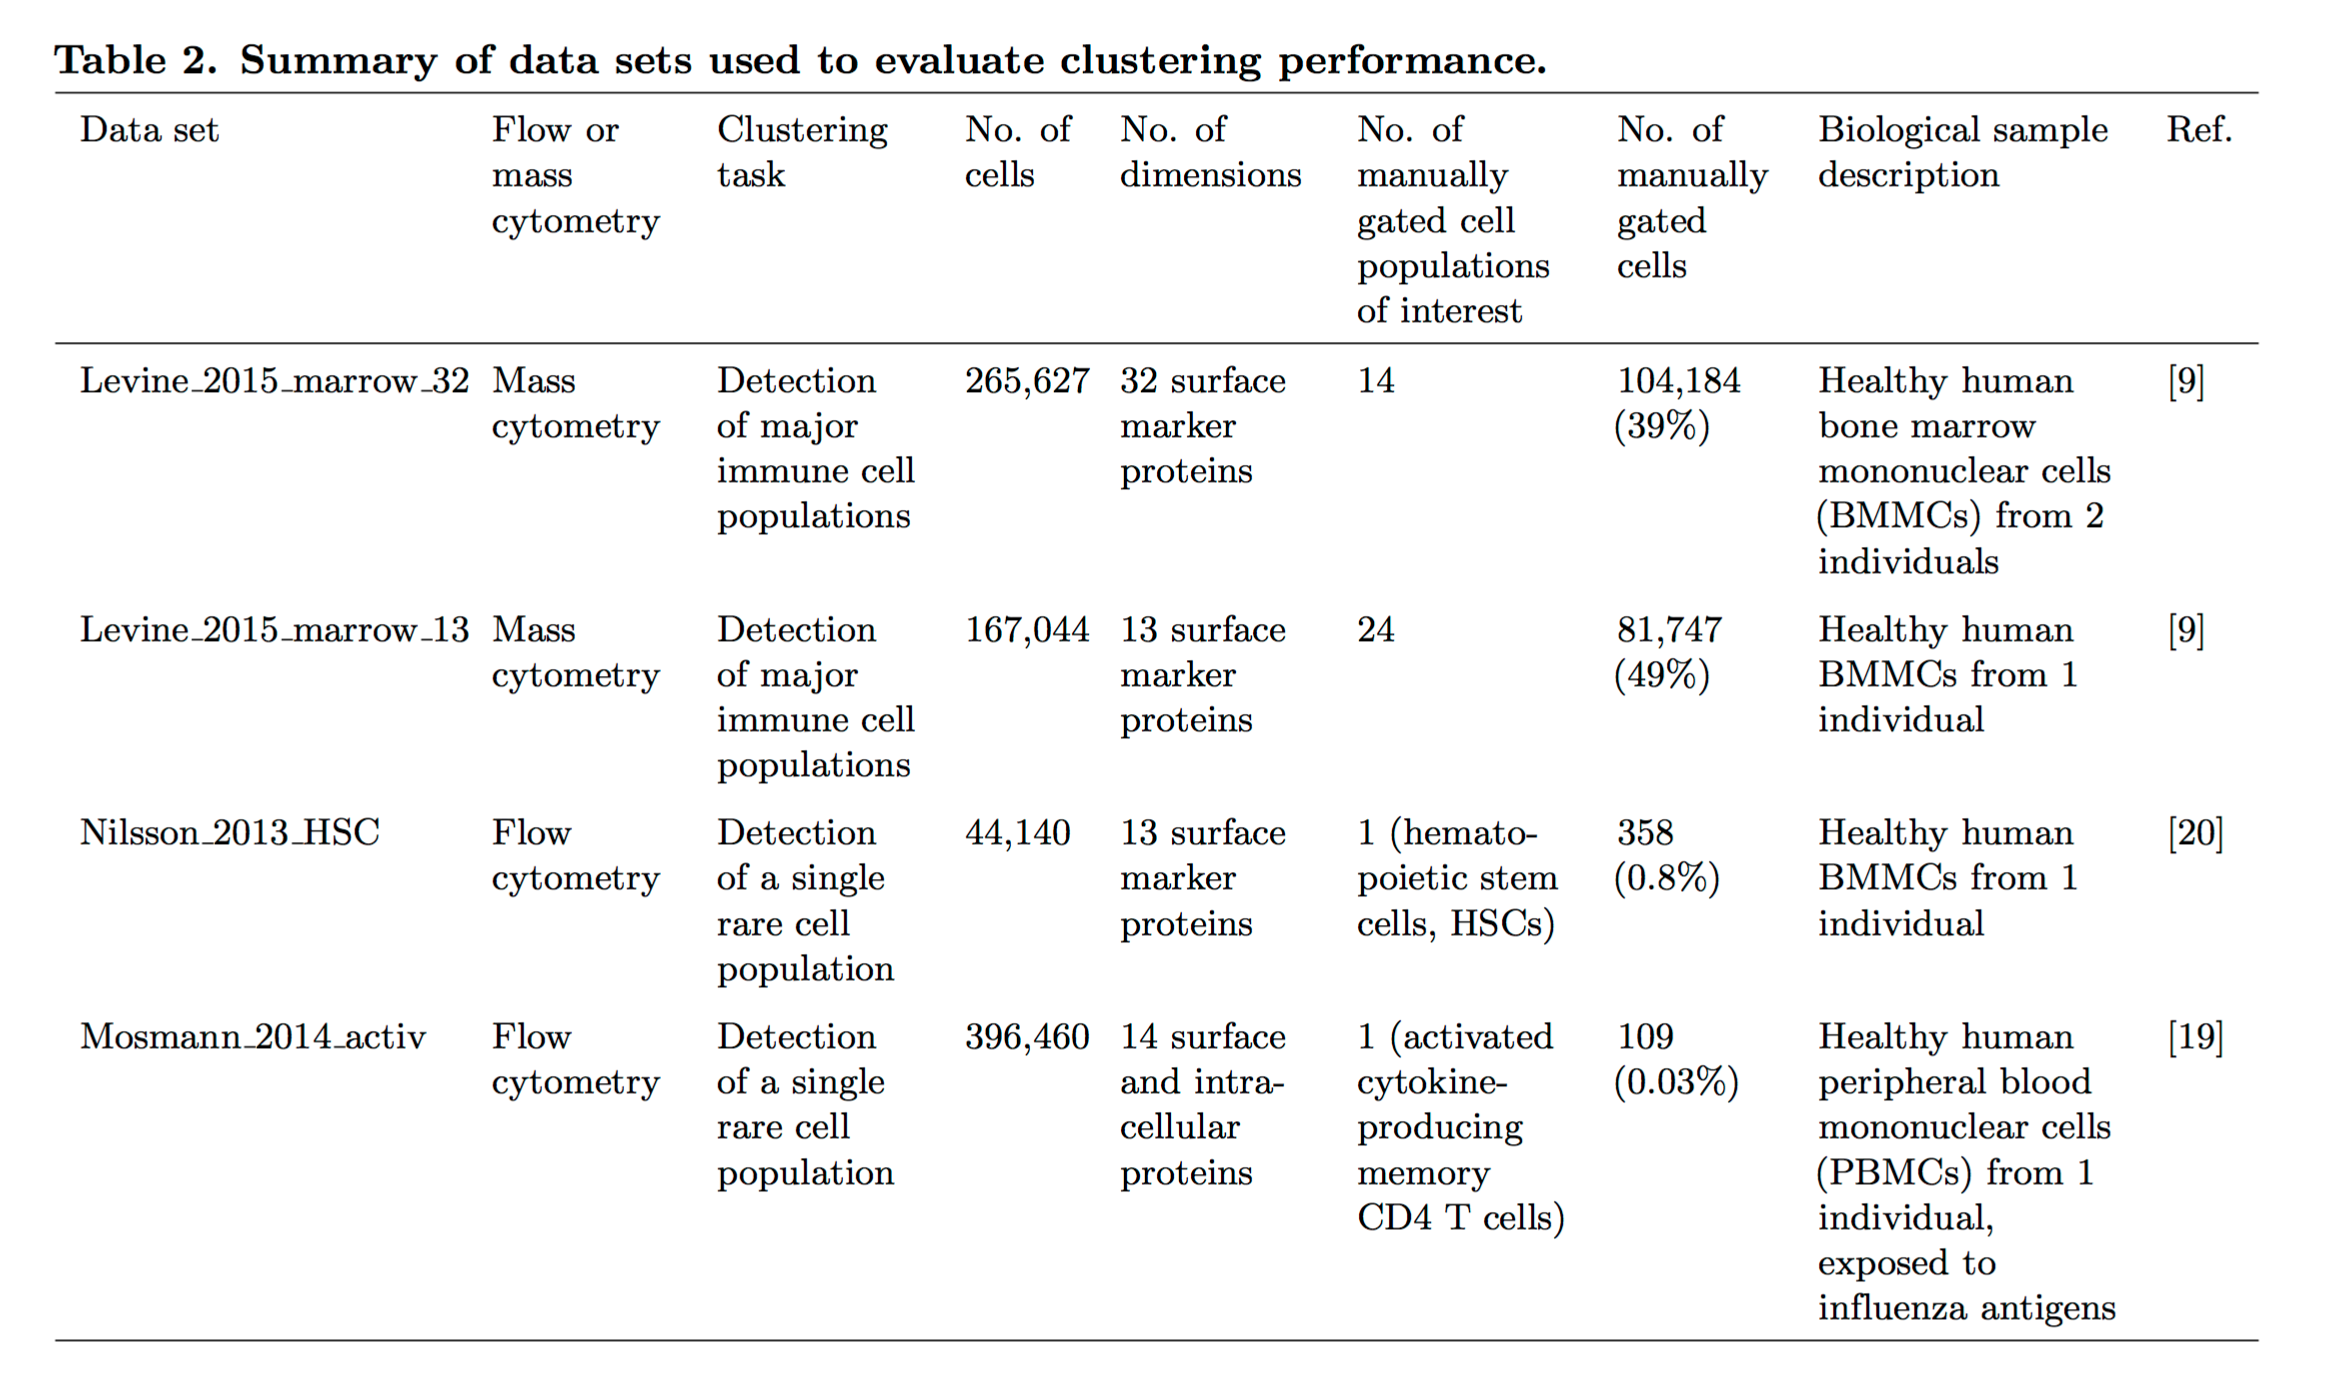 Table 2. Summary of data sets used to evaluate clustering performance.
Data set Flow or mass cytometry Clustering task No. of cells No. of dimensions No. of manually gated cell populations of interest No. of manually gated cells Biological sample description Ref.
Levine_2015_marrow_32 Mass cytometry Detection of major immune cell populations 265,627 32 surface marker proteins 14 104,184 (39%) Healthy human bone marrow mononuclear cells (BMMCs) from 2 individuals [9]
Levine_2015_marrow_13 Mass cytometry Detection of major immune cell populations 167,044 13 surface marker proteins 24 81,747 (49%) Healthy human BMMCs from 1 individual [9]
Nilsson_2013_HSC Flow cytometry Detection of a single rare cell population 44,140 13 surface marker proteins 1 (hemato-poietic stem cells, HSCs) 358 (0.8%) Healthy human BMMCs from 1 individual [20]
Mosmann_2014_activ Flow cytometry Detection of a single rare cell population 396,460 14 surface and intra-cellular proteins 1 (activated cytokine-producing memory CD4 T cells) 109 (0.03%) Healthy human peripheral blood mononuclear cells (PBMCs) from 1 individual, exposed to influenza antigens [19]